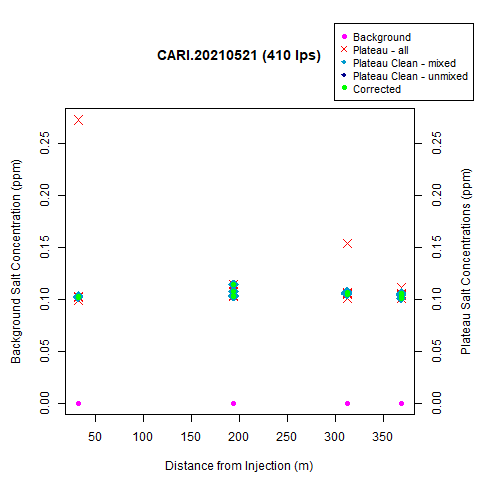 CARI.20210521 (410 lps)
Background
Plateau - all
Plateau Clean - mixed
Plateau Clean - unmixed
Corrected
Background Salt Concentration (ppm)
0.00 0.05 0.10 0.15 0.20 0.25
Plateau Salt Concentrations (ppm)
0.00 0.05 0.10 0.15 0.20 0.25
50 100 150 200 250 300 350
Distance from Injection (m)